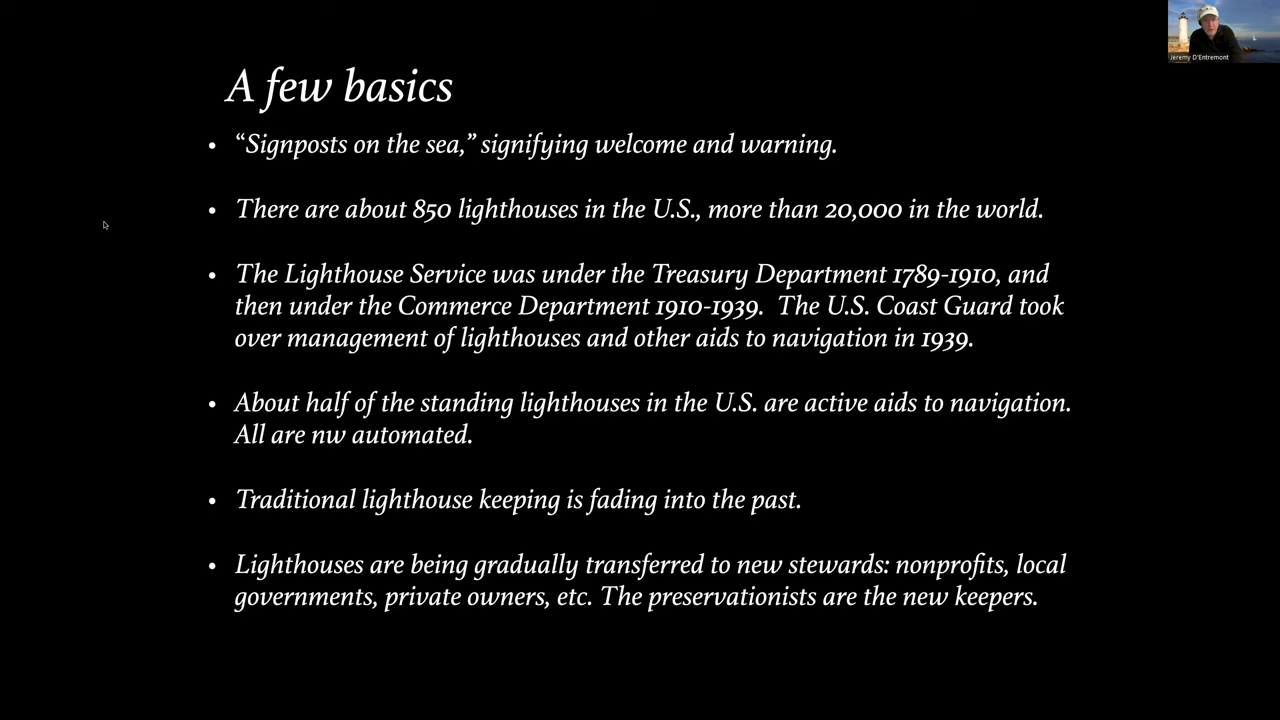 Jeremy D'Entremont
A few basics
• “Signposts on the sea,” signifying welcome and warning.
• There are about 850 lighthouses in the U.S., more than 20,000 in the world.
• The Lighthouse Service was under the Treasury Department 1789-1910, and
then under the Commerce Department 1910-1939. The U.S. Coast Guard took
over management of lighthouses and other aids to navigation in 1939.
• About half of the standing lighthouses in the U.S. are active aids to navigation.
All are nw automated.
• Traditional lighthouse keeping is fading into the past.
• Lighthouses are being gradually transferred to new stewards: nonprofits, local
governments, private owners, etc. The preservationists are the new keepers.